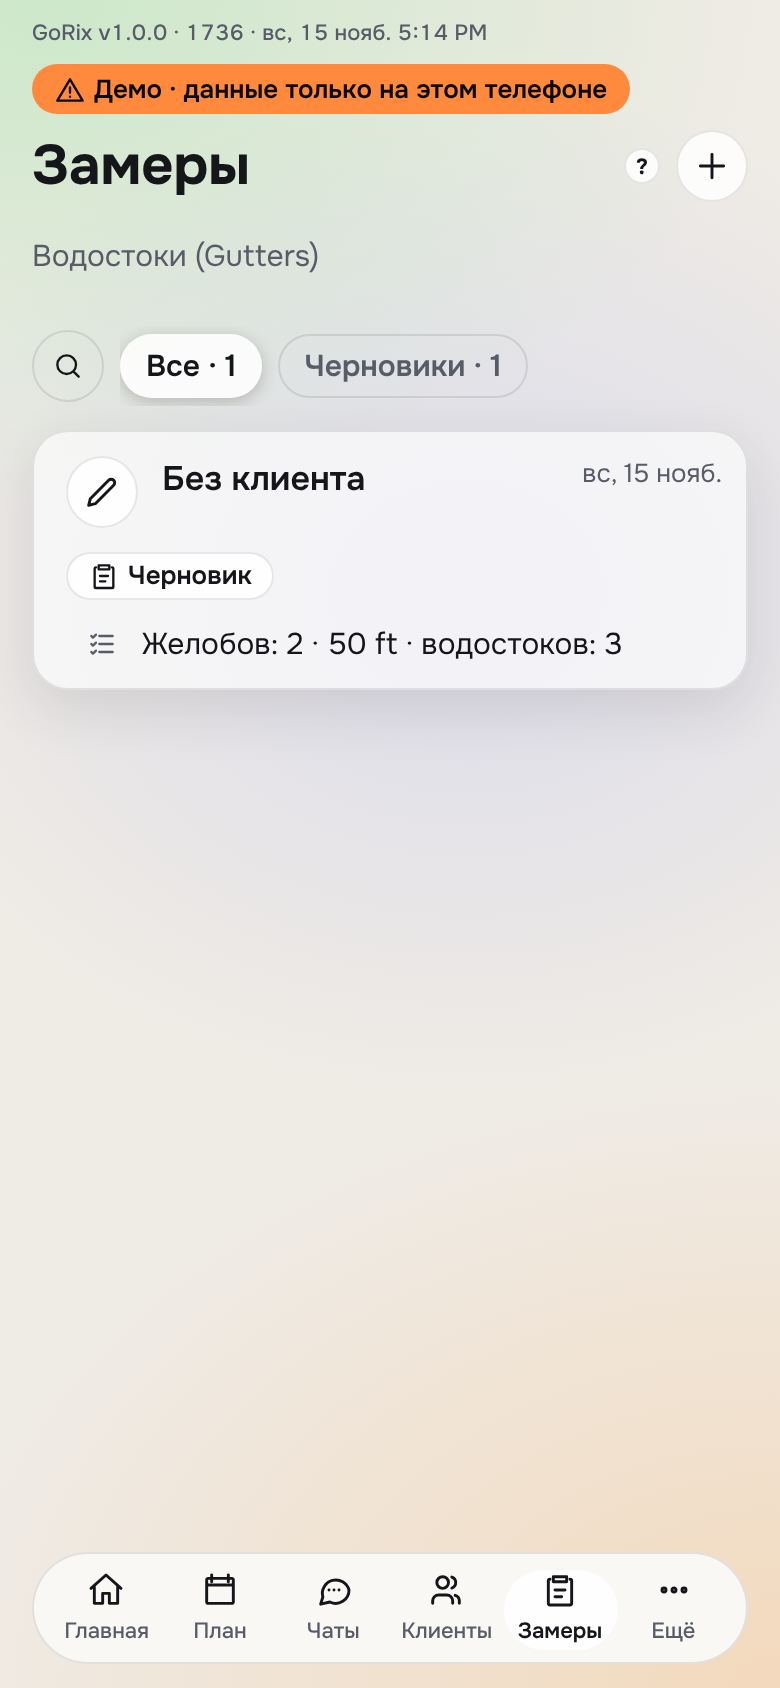 GoRix v1.0.0 · 1736 · вс, 15 нояб. 5:14 PM
Демо · данные только на этом телефоне
Замеры
?
Водостоки (Gutters)
Все · 1
Черновики · 1
Без клиента
вс, 15 нояб.
Черновик
Желобов: 2 · 50 ft · водостоков: 3
Главная
План
Чаты
Клиенты
Замеры
Ещё